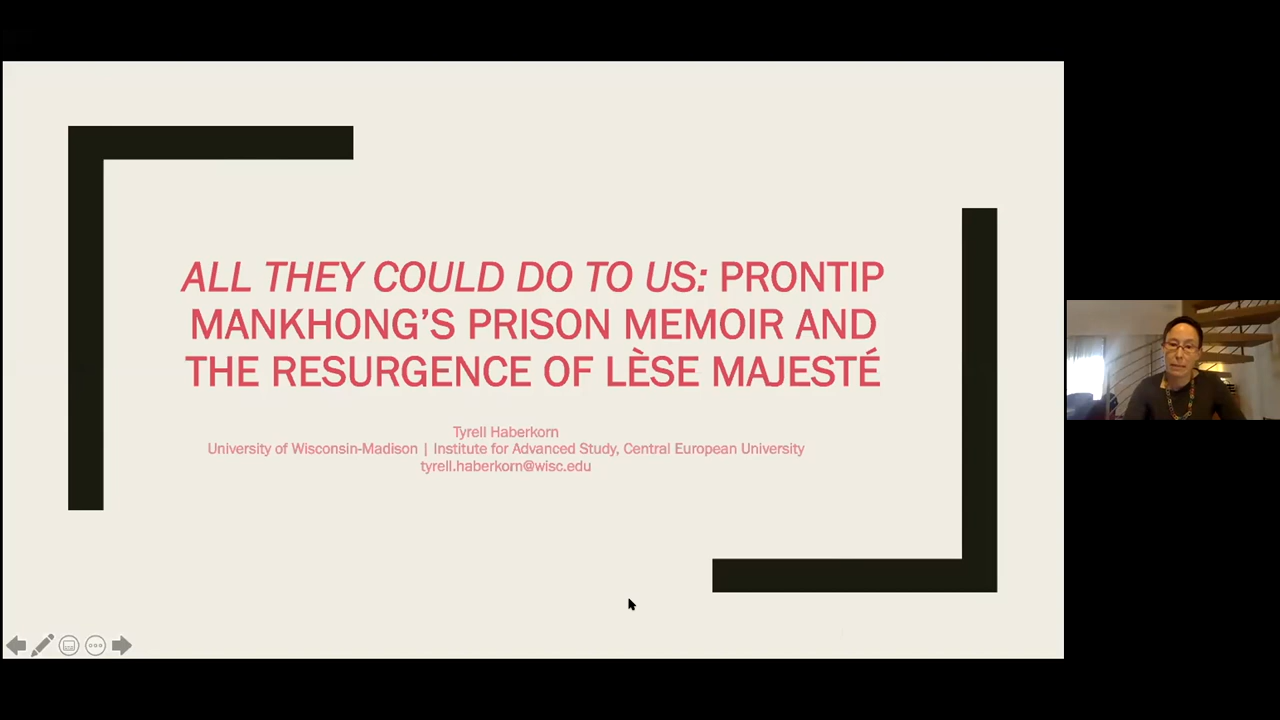 ALL THEY COULD DO TO US: PRONTIP
MANKHONG’S PRISON MEMOIR AND
THE RESURGENCE OF LÈSE MAJESTÉ
Tyrell Haberkorn
University of Wisconsin-Madison | Institute for Advanced Study, Central European University
tyrell.haberkorn@wisc.edu